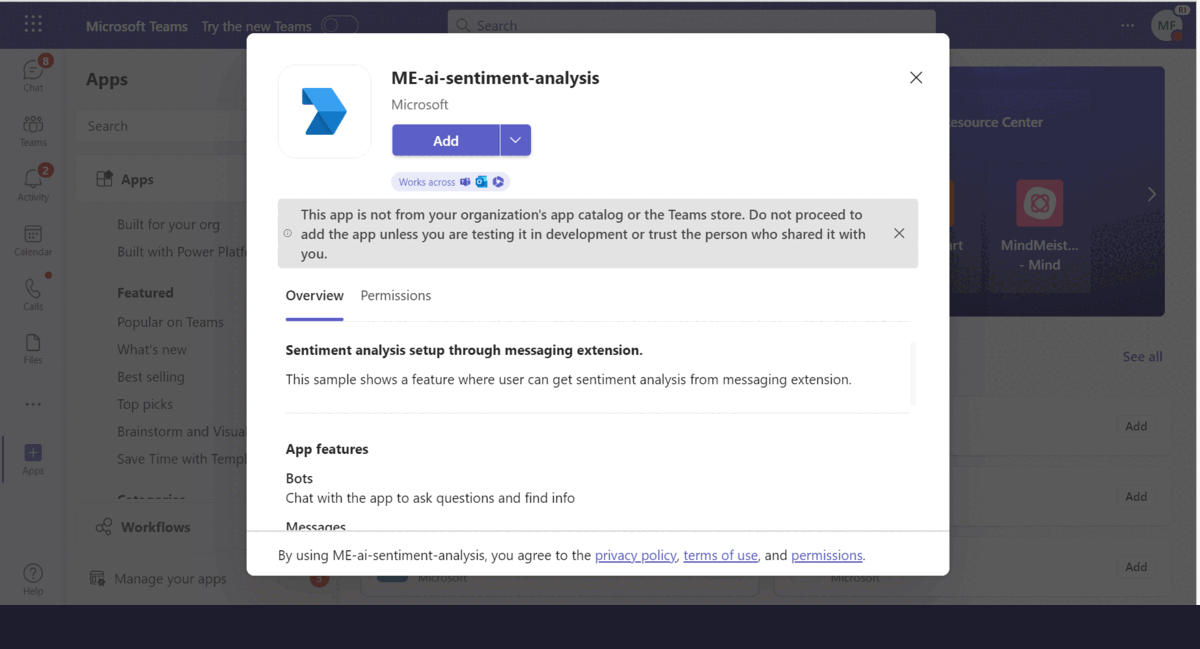 Microsoft Teams
Try the new Teams
Search
MF
RI
8
Chat
Teams
2
Activity
Calendar
Calls
Files
Apps
Help
Apps
Search
Apps
Built for your org
Built with Power
Featured
Popular on Teams
What's new
Best selling
Top picks
Brainstorm and
Save Time with
Categories
Workflows
Manage your apps
3
ME-ai-sentiment-analysis
Microsoft
Add
Works across
This app is not from your organization's app catalog or the Teams store. Do not proceed to
add the app unless you are testing it in development or trust the person who shared it with
you.
Overview
Permissions
Sentiment analysis setup through messaging extension.
This sample shows a feature where user can get sentiment analysis from messaging extension.
App features
Bots
Chat with the app to ask questions and find info
Messages
By using ME-ai-sentiment-analysis, you agree to the privacy policy, terms of use, and permissions.
Center
MindMeist...
- Mind
See all
Add
Add
Add
Microsoft
Microsoft